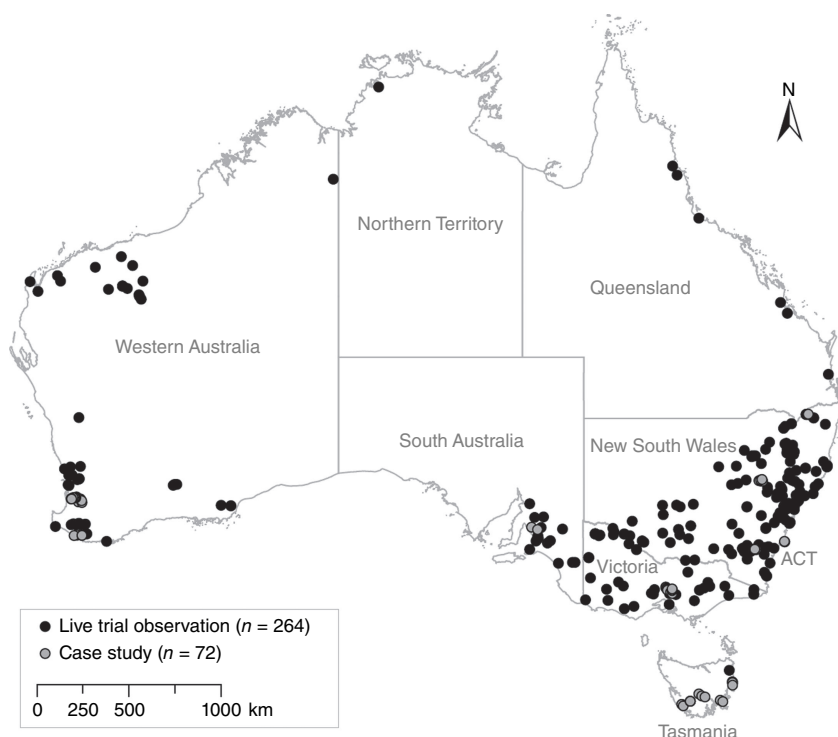 N
Northern Territory
Queensland
Western Australia
South Australia
New South Wales
ACT
Victoria
Live trial observation (n = 264)
Case study (n = 72)
0 250 500 1000 km
Tasmania